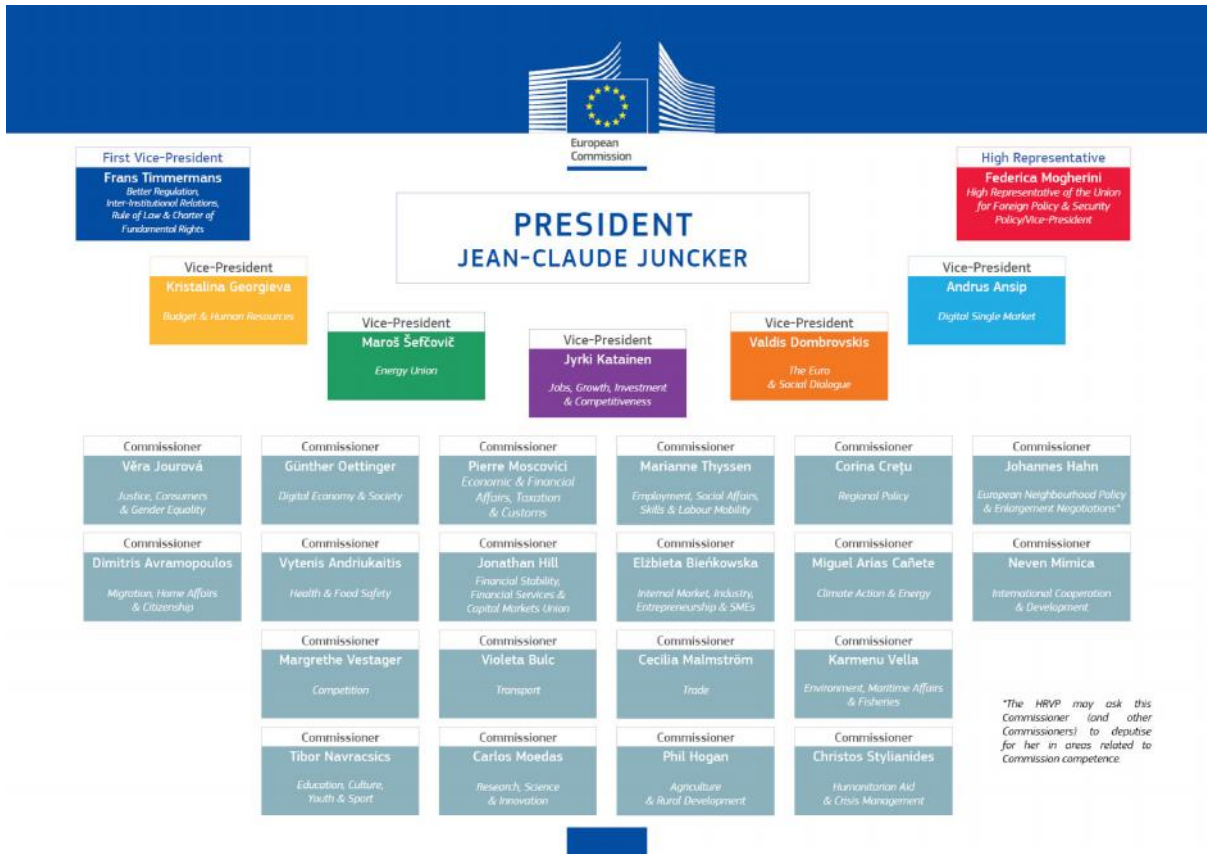 European
Commission
First Vice-President
Frans Timmermans
Better Regulation,
Inter-Institutional Relations,
Rule of Law & Charter of
Fundamental Rights
High Representative
Federica Mogherini
High Representative of the Union
for Foreign Policy & Security
Policy/Vice-President
PRESIDENT
JEAN-CLAUDE JUNCKER
Vice-President
Kristalina Georgieva
Budget & Human Resources
Vice-President
Andrus Ansip
Digital Single Market
Vice-President
Maroš Šefčovič
Energy Union
Vice-President
Jyrki Katainen
Jobs, Growth, Investment
& Competitiveness
Vice-President
Valdis Dombrovskis
The Euro
& Social Dialogue
Commissioner
Věra Jourová
Justice, Consumers
& Gender Equality
Commissioner
Günther Oettinger
Digital Economy & Society
Commissioner
Pierre Moscovici
Economic & Financial
Affairs, Taxation
& Customs
Commissioner
Marianne Thyssen
Employment, Social Affairs,
Skills & Labour Mobility
Commissioner
Corina Crețu
Regional Policy
Commissioner
Johannes Hahn
European Neighbourhood Policy
& Enlargement Negotiations*
Commissioner
Dimitris Avramopoulos
Migration, Home Affairs
& Citizenship
Commissioner
Vytenis Andriukaitis
Health & Food Safety
Commissioner
Jonathan Hill
Financial Stability,
Financial Services &
Capital Markets Union
Commissioner
Elżbieta Bieńkowska
Internal Market, Industry,
Entrepreneurship & SMEs
Commissioner
Miguel Arias Cañete
Climate Action & Energy
Commissioner
Neven Mimica
International Cooperation
& Development
Commissioner
Margrethe Vestager
Competition
Commissioner
Violeta Bulc
Transport
Commissioner
Cecilia Malmström
Trade
Commissioner
Karmenu Vella
Environment, Maritime Affairs
& Fisheries
Commissioner
Tibor Navracsics
Education, Culture,
Youth & Sport
Commissioner
Carlos Moedas
Research, Science
& Innovation
Commissioner
Phil Hogan
Agriculture
& Rural Development
Commissioner
Christos Stylianides
Humanitarian Aid
& Crisis Management
*The HRVP may ask this
Commissioner (and other
Commissioners) to deputise
for her in areas related to
Commission competence.